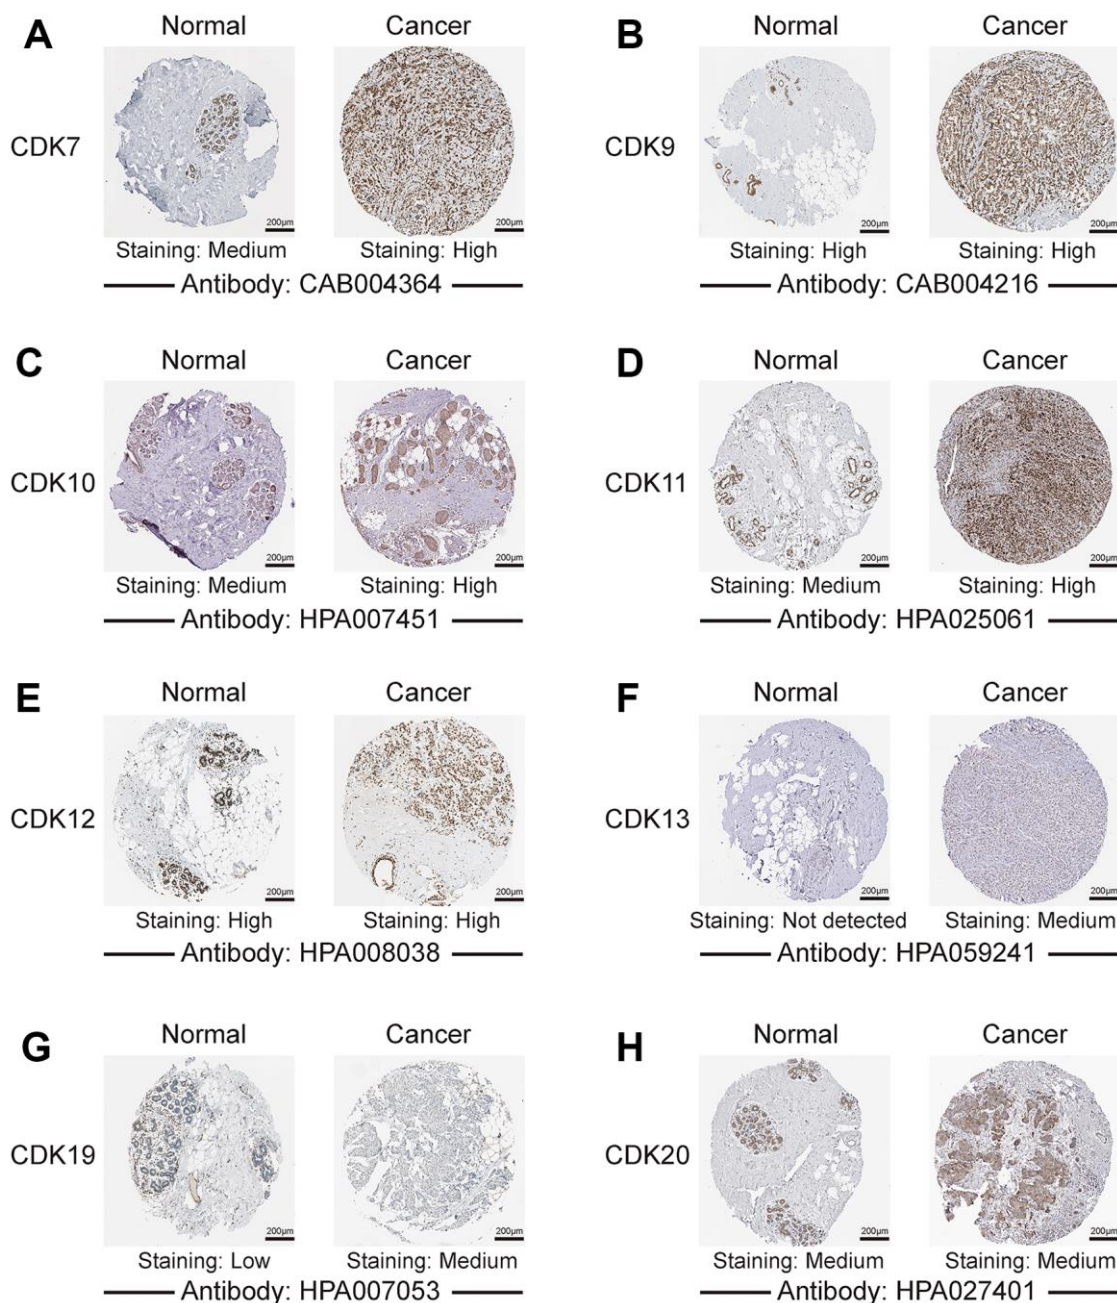 A Normal Cancer
CDK7
200µm 200µm
Staining: Medium Staining: High
Antibody: CAB004364
B Normal Cancer
CDK9
200µm 200µm
Staining: High Staining: High
Antibody: CAB004216
C Normal Cancer
CDK10
200µm 200µm
Staining: Medium Staining: High
Antibody: HPA007451
D Normal Cancer
CDK11
200µm 200µm
Staining: Medium Staining: High
Antibody: HPA025061
E Normal Cancer
CDK12
200µm 200µm
Staining: High Staining: High
Antibody: HPA008038
F Normal Cancer
CDK13
200µm 200µm
Staining: Not detected Staining: Medium
Antibody: HPA059241
G Normal Cancer
CDK19
200µm 200µm
Staining: Low Staining: Medium
Antibody: HPA007053
H Normal Cancer
CDK20
200µm 200µm
Staining: Medium Staining: Medium
Antibody: HPA027401